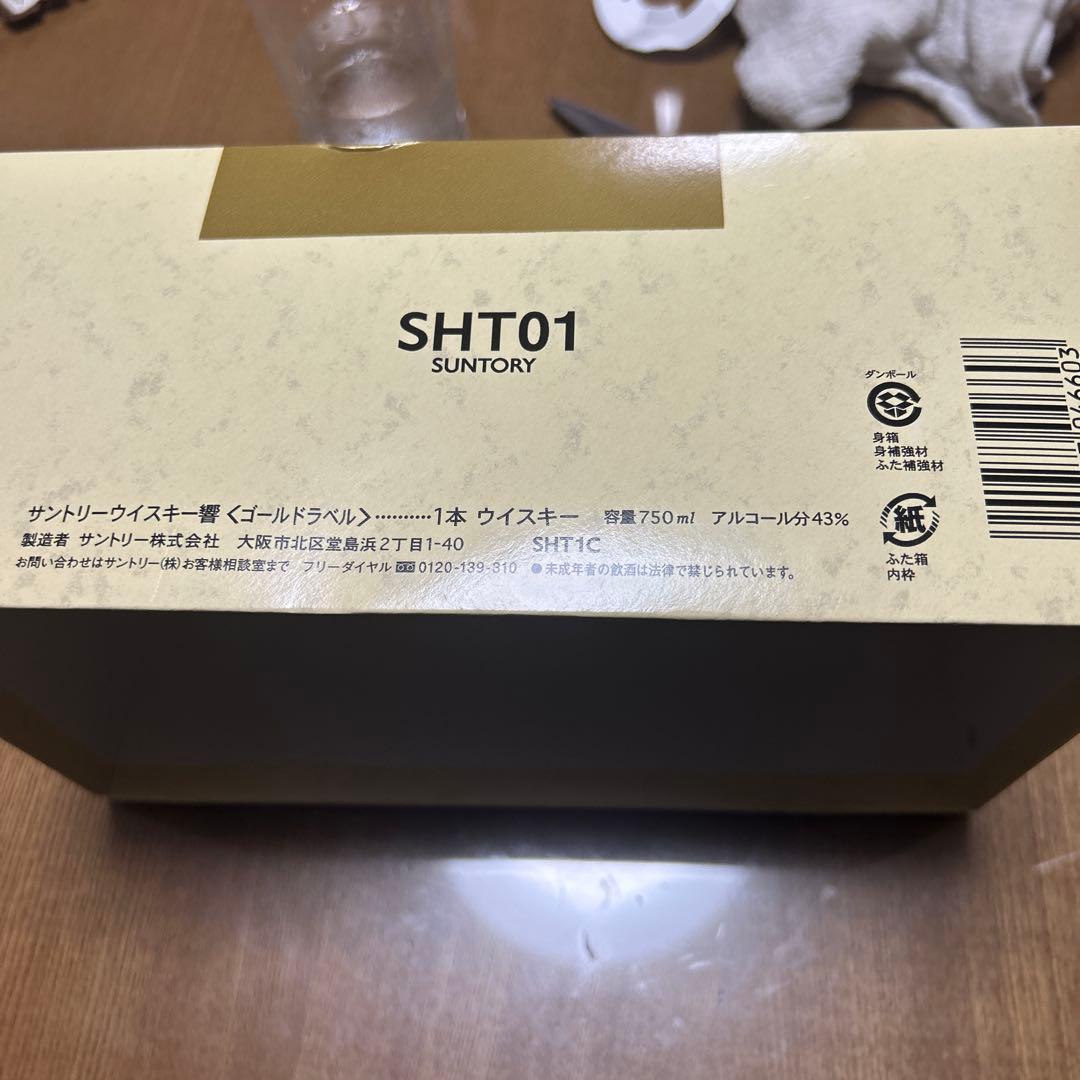 SHT01
SUNTORY
ダンボール
身箱
身補強材
ふた補強材
紙
ふた箱
内枠
サントリーウイスキー響〈ゴールドラベル〉‥‥‥‥‥1本 ウイスキー 容量750ml アルコール分43%
製造者 サントリー株式会社 大阪市北区堂島浜2丁目1-40 SHT1C
お問い合わせはサントリー(株)お客様相談室まで フリーダイヤル 0120-139-310 ●未成年者の飲酒は法律で禁じられています。